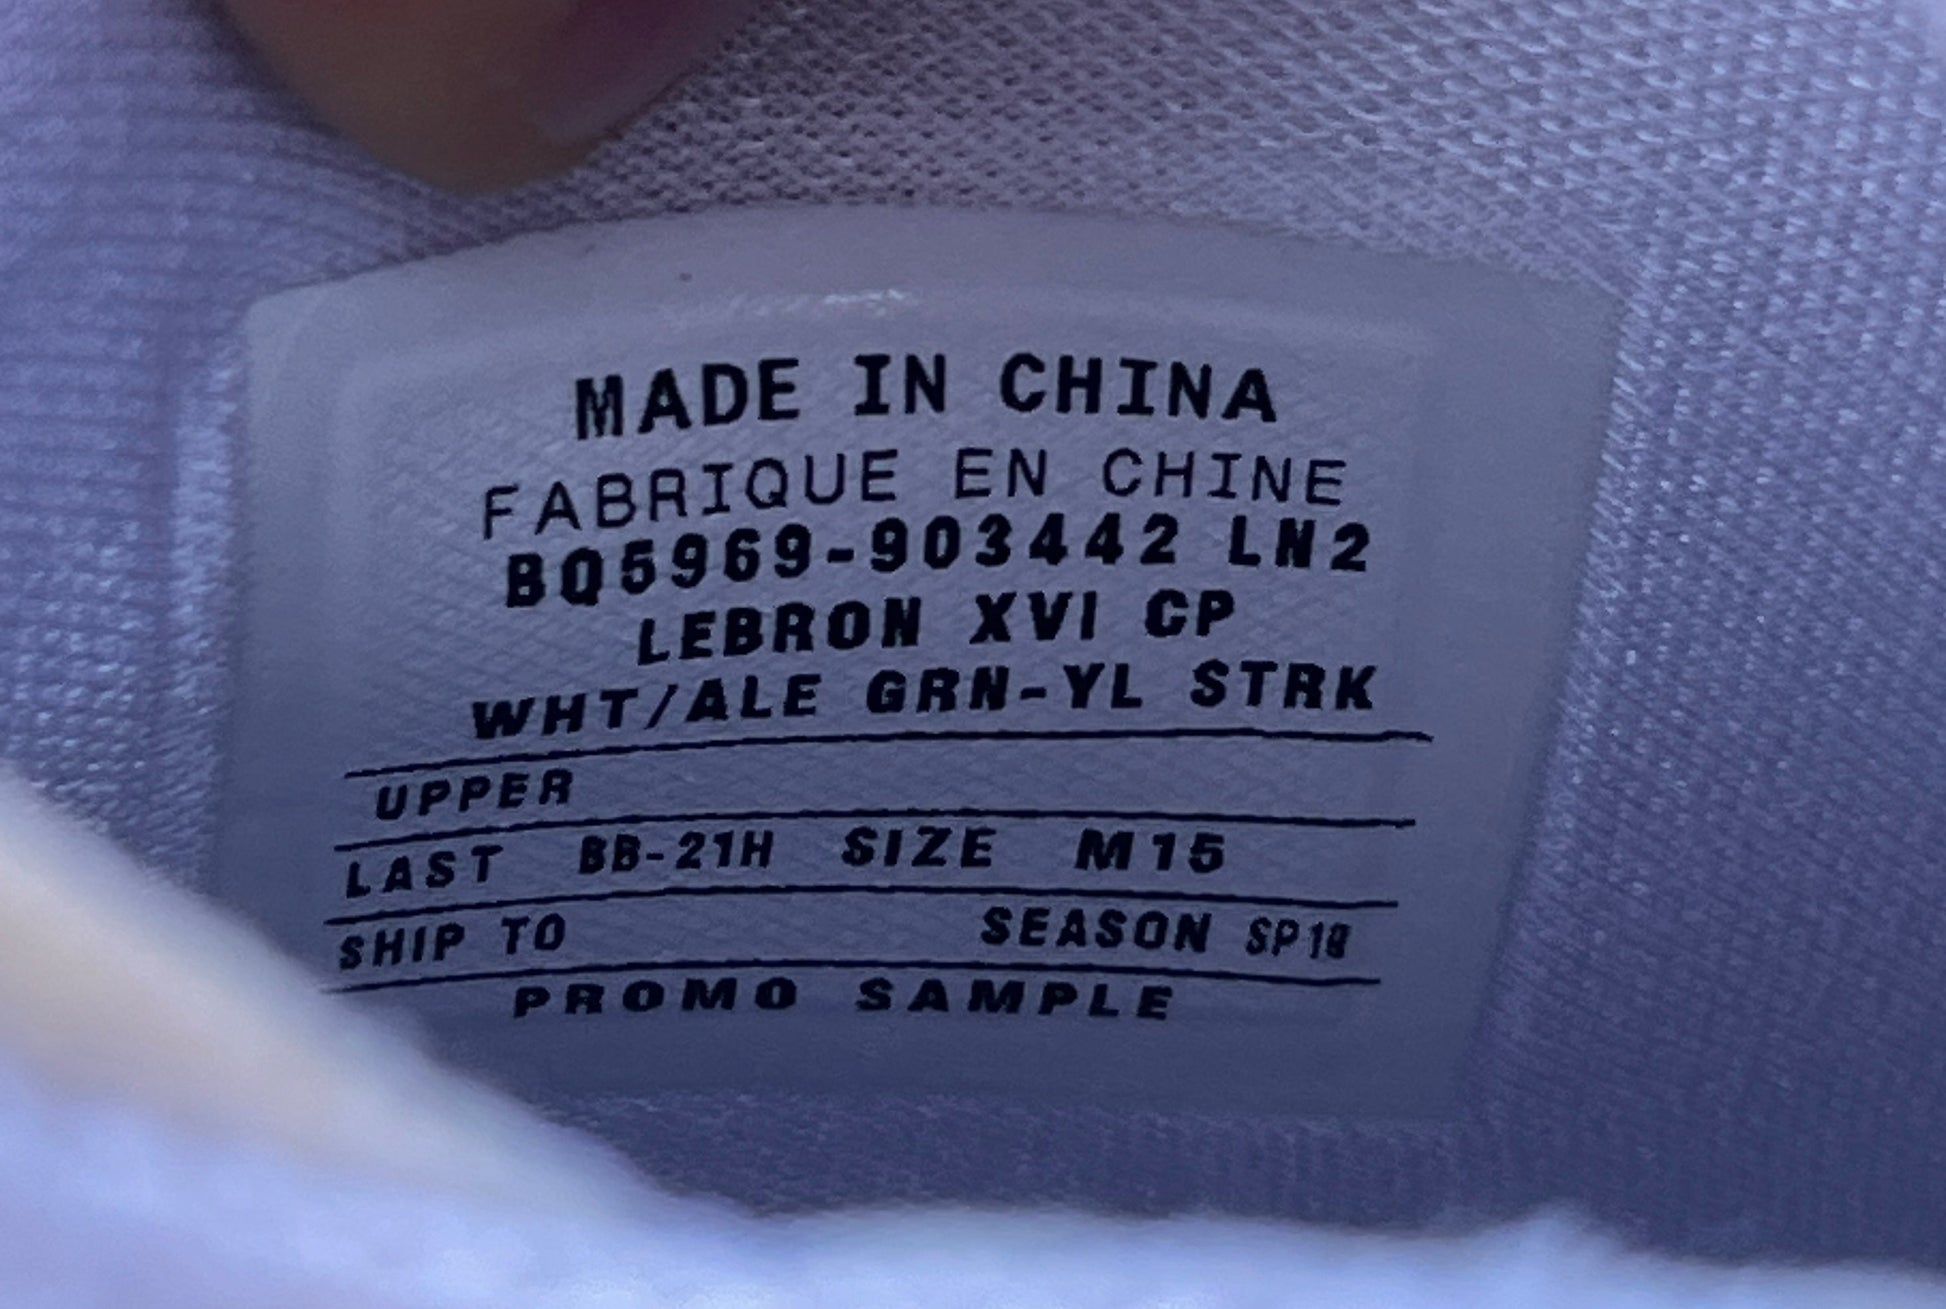 MADE IN CHINA
FABRIQUE EN CHINE
BQ5969-903442 LN2
LEBRON XVI CP
WHT/ALE GRN-YL STRK
UPPER
LAST BB-21H SIZE M15
SHIP TO SEASON
PROMO SAMPLE